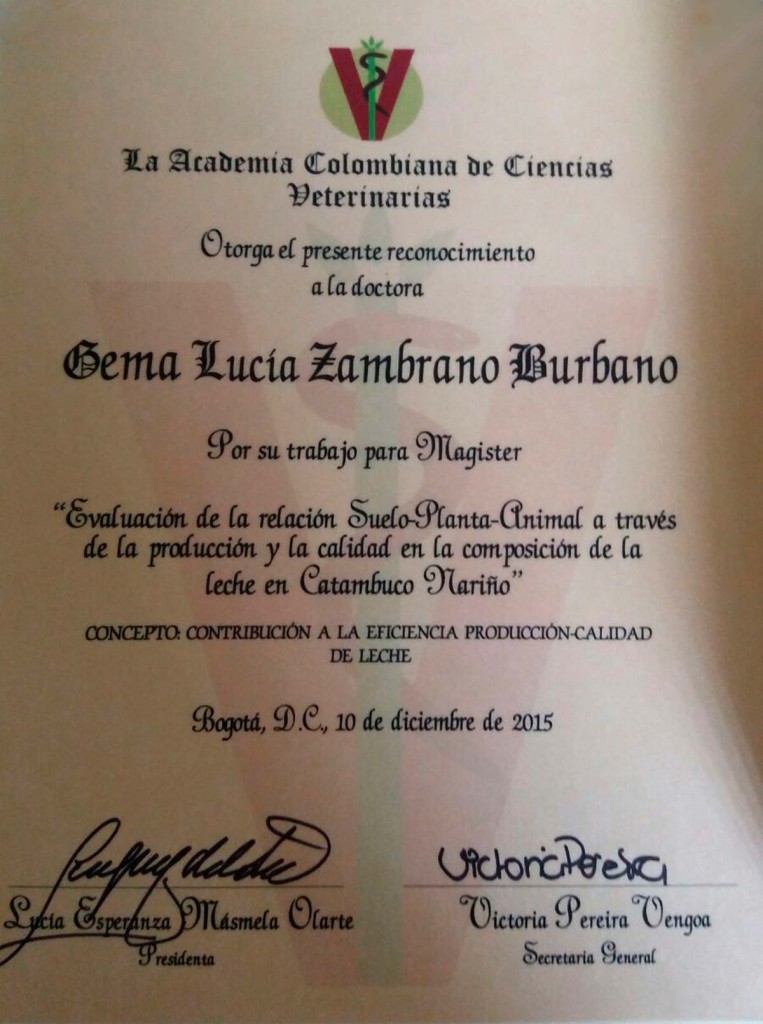 La Academia Colombiana de Ciencias
Veterinarias
Otorga el presente reconocimiento
a la doctora
Gema Lucía Zambrano Burbano
Por su trabajo para Magister
“Evaluación de la relación Suelo-Planta-Animal a través
de la producción y la calidad en la composición de la
leche en Catambuco Nariño”
CONCEPTO: CONTRIBUCIÓN A LA EFICIENCIA PRODUCCIÓN-CALIDAD
DE LECHE
Bogotá, D.C., 10 de diciembre de 2015
Victoria Pereira
Lucía Esperanza Másmela Olarte
Victoria Pereira Vengoa
Presidenta
Secretaria General